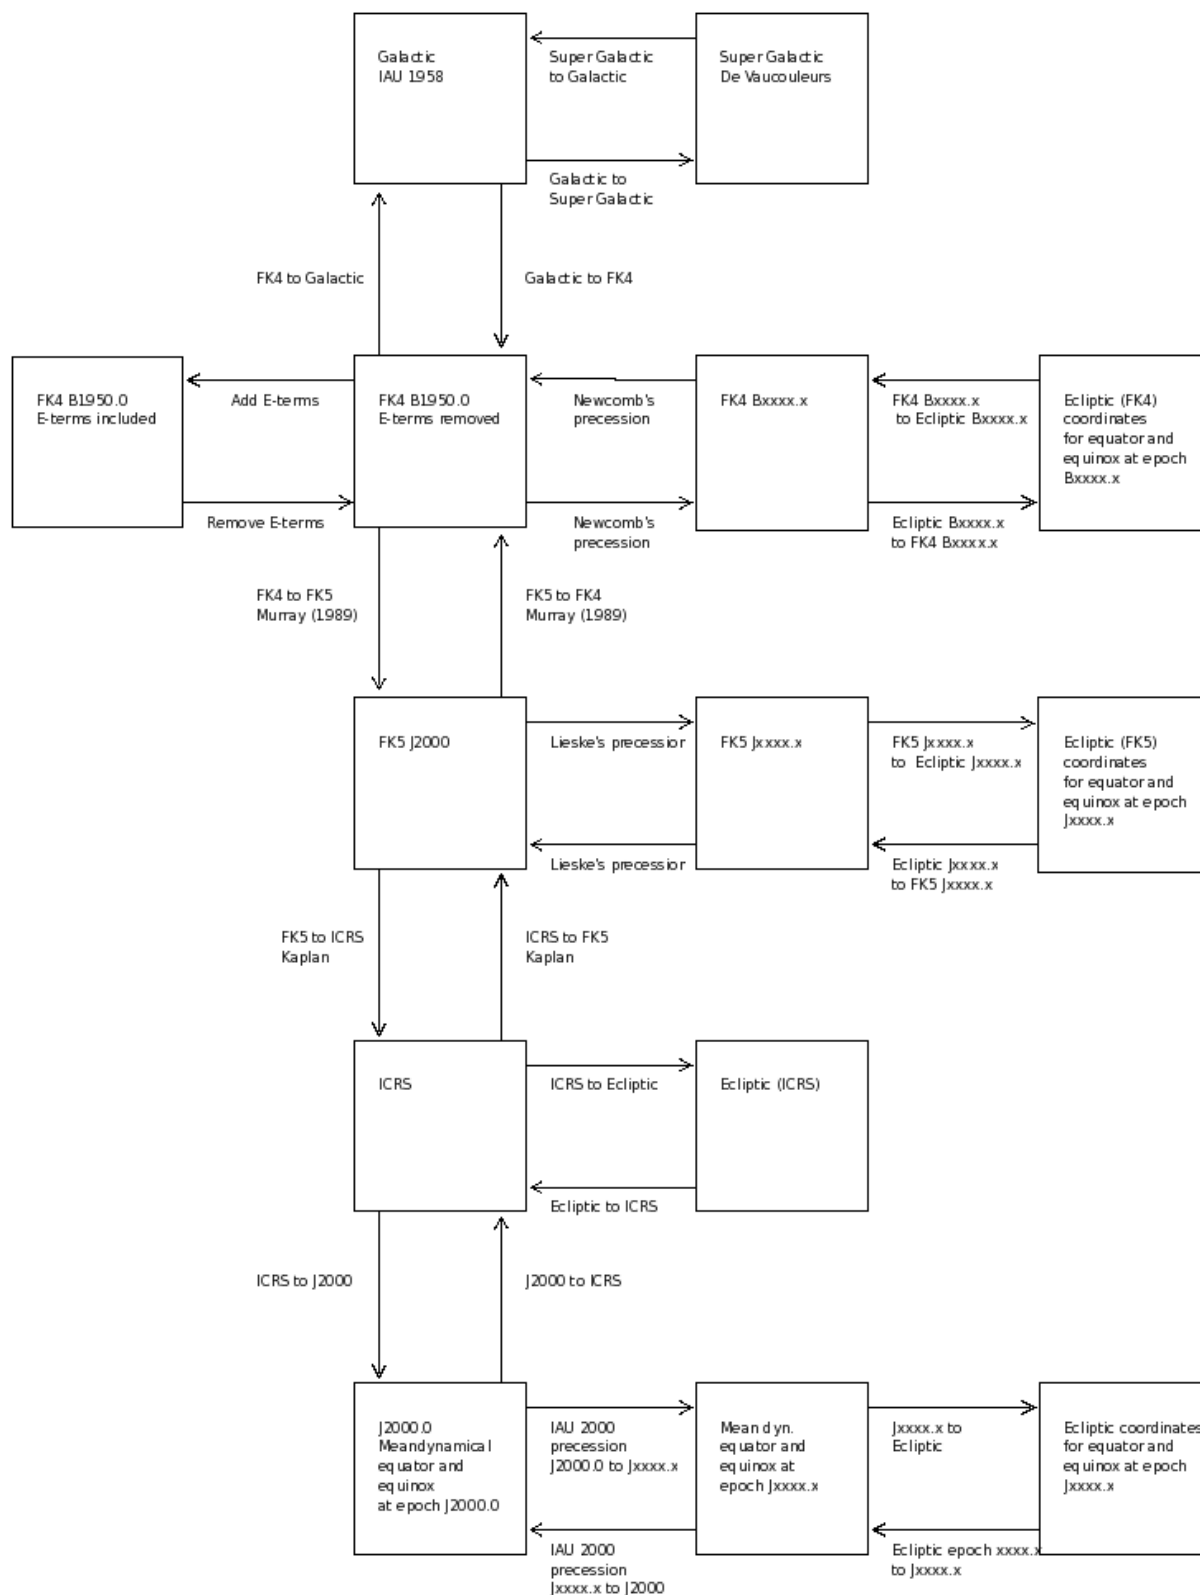 Galactic
IAU 1958
Super Galactic
to Galactic
Super Galactic
De Vaucouleurs
Galactic to
Super Galactic
FK4 to Galactic
Galactic to FK4
FK4 B1950.0
E-terms included
Add E-terms
FK4 B1950.0
E-terms removed
Newcomb's
precession
FK4 Bxxxx.x
FK4 Bxxxx.x
to Ecliptic Bxxxx.x
Ecliptic (FK4)
coordinates
for equator and
equinox at epoch
Bxxxx.x
Remove E-terms
Newcomb's
precession
Ecliptic Bxxxx.x
to FK4 Bxxxx.x
FK4 to FK5
Murray (1989)
FK5 to FK4
Murray (1989)
FK5 J2000
Lieske's precession
FK5 Jxxxx.x
FK5 Jxxxx.x
to Ecliptic Jxxxx.x
Ecliptic (FK5)
coordinates
for equator and
equinox at epoch
Jxxxx.x
Lieske's precession
Ecliptic Jxxxx.x
to FK5 Jxxxx.x
FK5 to ICRS
Kaplan
ICRS to FK5
Kaplan
ICRS
ICRS to Ecliptic
Ecliptic (ICRS)
Ecliptic to ICRS
ICRS to J2000
J2000 to ICRS
J2000.0
Meandynamical
equator and
equinox
at epoch J2000.0
IAU 2000
precession
J2000.0 to Jxxxx.x
Mean dyn.
equator and
equinox at
epoch Jxxxx.x
Jxxxx.x to
Ecliptic
Ecliptic coordinates
for equator and
equinox at epoch
Jxxxx.x
IAU 2000
precession
Jxxxx.x to J2000
Ecliptic epoch xxxx.x
to Jxxxx.x